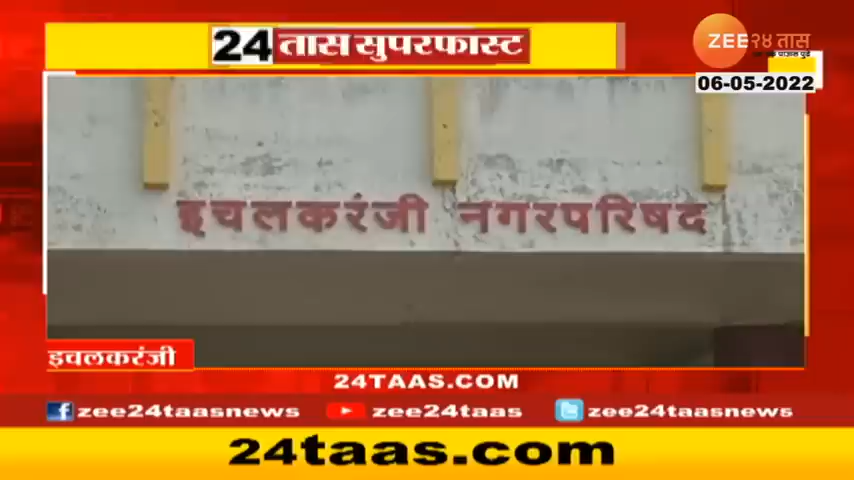 24 तास सुपरफास्ट
ZEE २४ तास
06-05-2022
इचलकरंजी नगरपरिषद
इचलकरंजी
24TAAS.COM
zee24taasnews zee24taas zee24taasnews
24taas.com